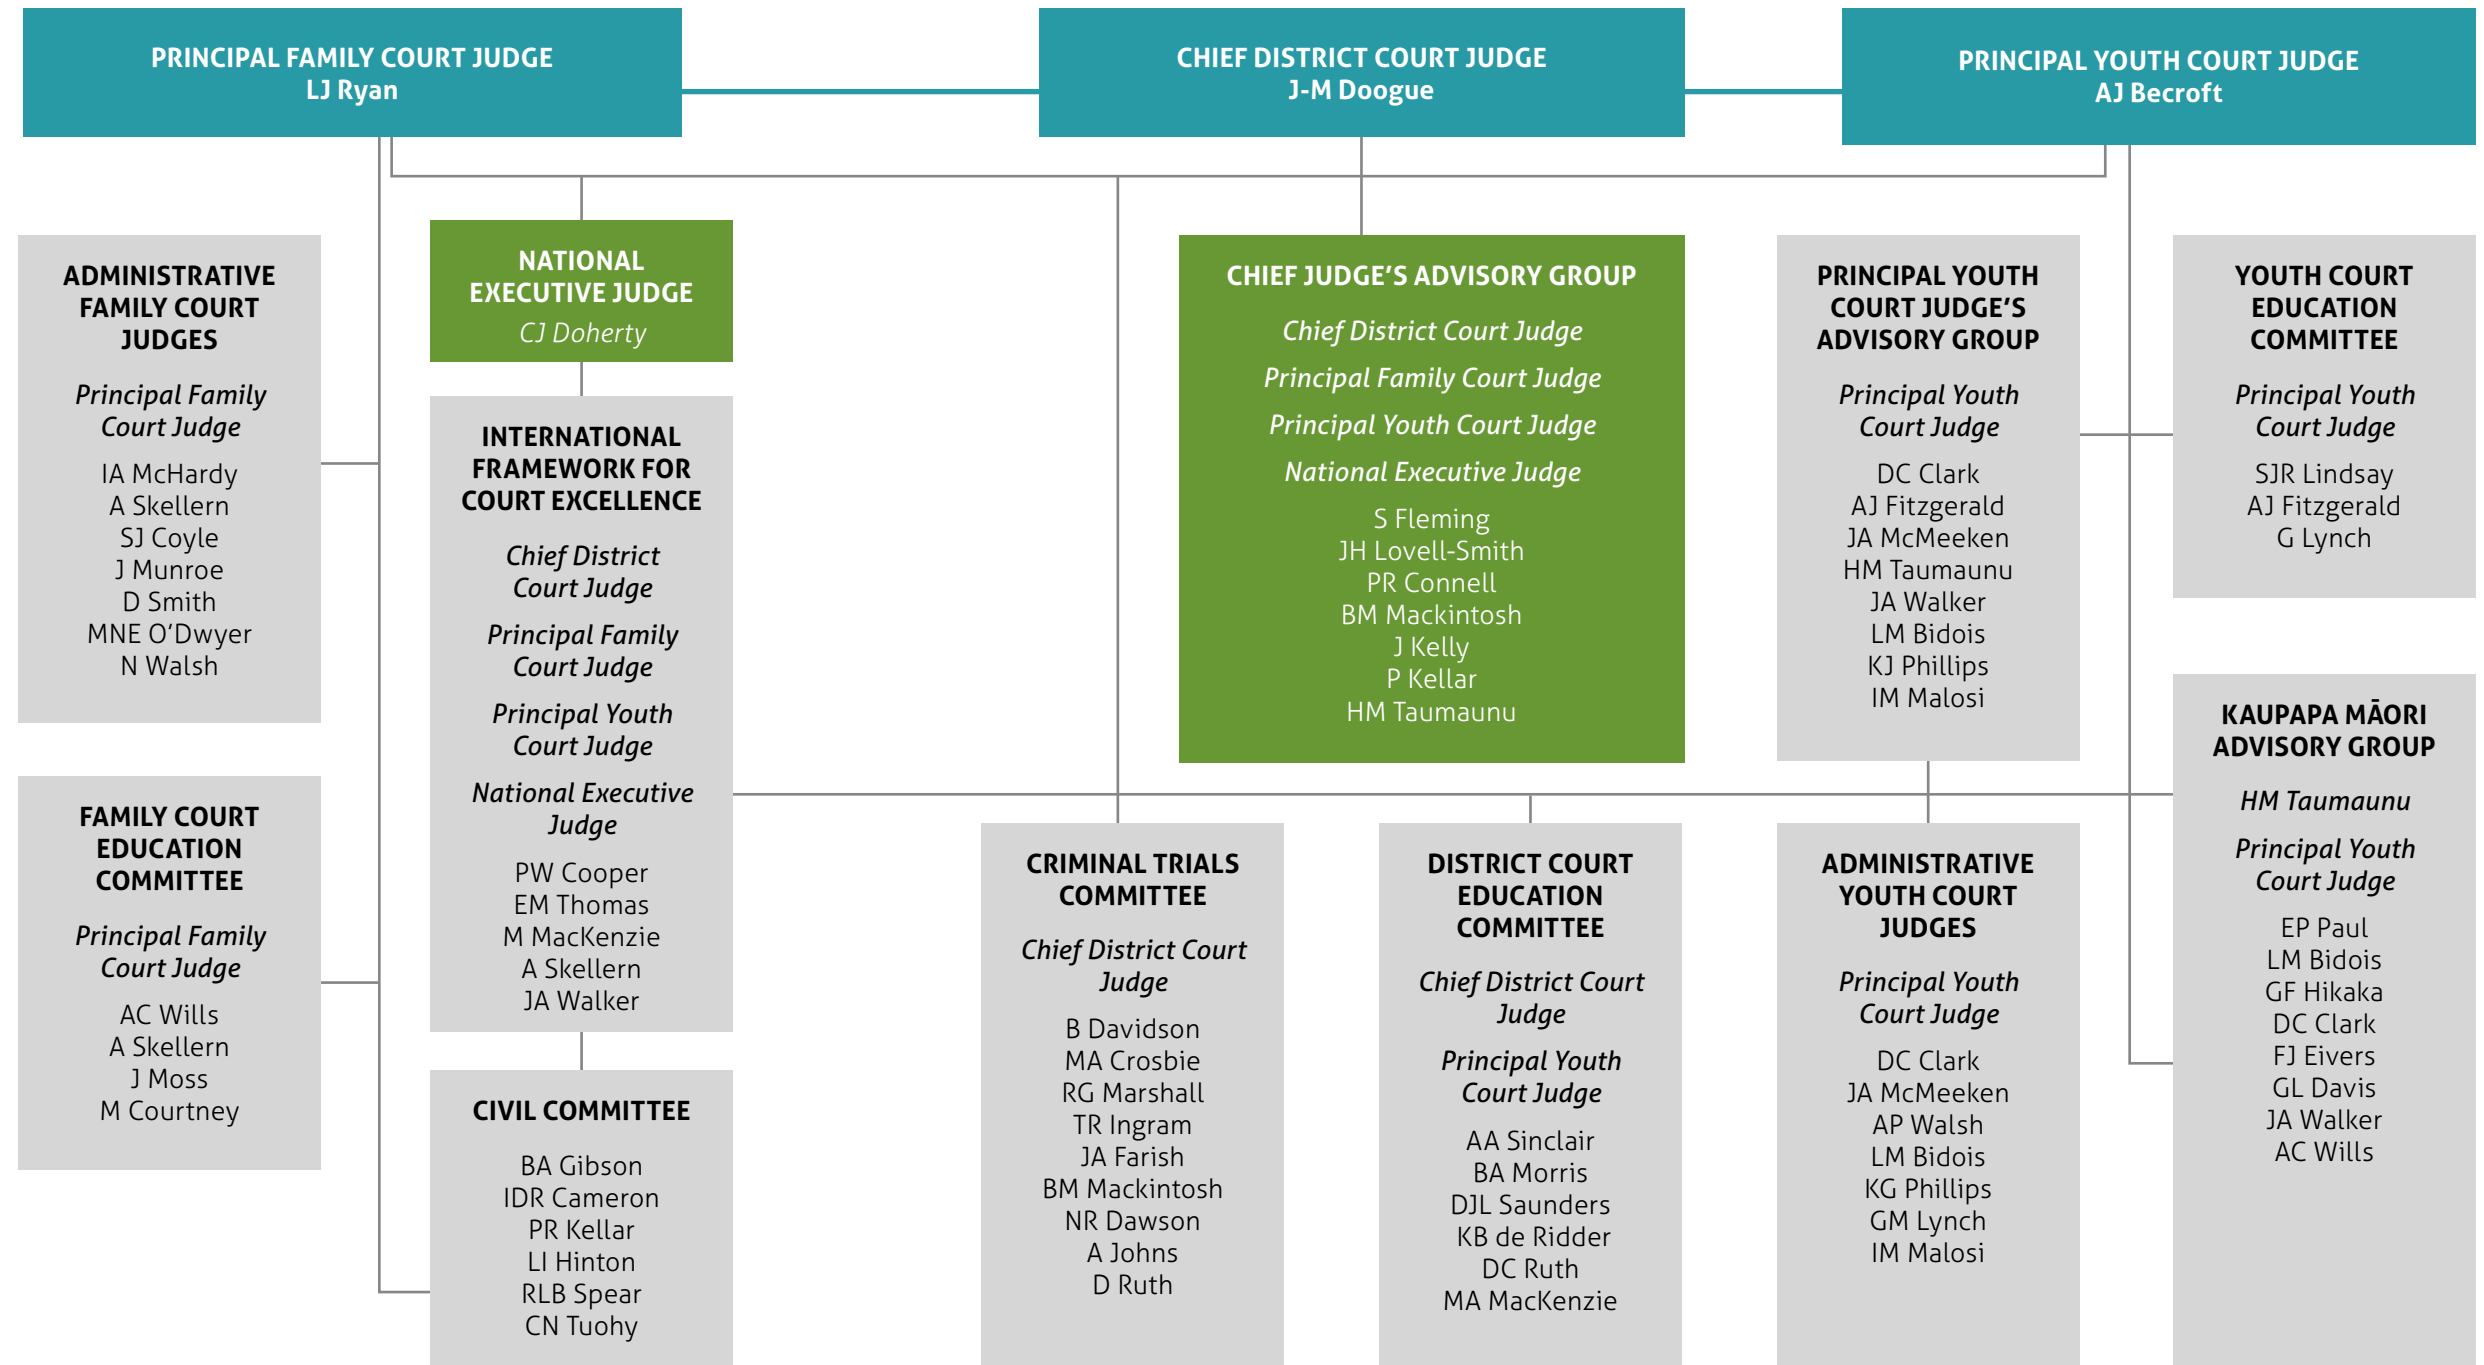 PRINCIPAL FAMILY COURT JUDGE
LJ Ryan
CHIEF DISTRICT COURT JUDGE
J-M Doogue
PRINCIPAL YOUTH COURT JUDGE
AJ Becroft
ADMINISTRATIVE
FAMILY COURT
JUDGES
Principal Family
Court Judge
IA McHardy
A Skellern
SJ Coyle
J Munroe
D Smith
MNE O'Dwyer
N Walsh
FAMILY COURT
EDUCATION
COMMITTEE
Principal Family
Court Judge
AC Wills
A Skellern
J Moss
M Courtney
NATIONAL
EXECUTIVE JUDGE
CJ Doherty
INTERNATIONAL
FRAMEWORK FOR
COURT EXCELLENCE
Chief District
Court Judge
Principal Family
Court Judge
Principal Youth
Court Judge
National Executive
Judge
PW Cooper
EM Thomas
M MacKenzie
A Skellern
JA Walker
CIVIL COMMITTEE
BA Gibson
IDR Cameron
PR Kellar
LI Hinton
RLB Spear
CN Tuohy
CHIEF JUDGE’S ADVISORY GROUP
Chief District Court Judge
Principal Family Court Judge
Principal Youth Court Judge
National Executive Judge
S Fleming
JH Lovell-Smith
PR Connell
BM Mackintosh
J Kelly
P Kellar
HM Taumaunu
CRIMINAL TRIALS
COMMITTEE
Chief District Court
Judge
B Davidson
MA Crosbie
RG Marshall
TR Ingram
JA Farish
BM Mackintosh
NR Dawson
A Johns
D Ruth
DISTRICT COURT
EDUCATION
COMMITTEE
Chief District Court
Judge
Principal Youth
Court Judge
AA Sinclair
BA Morris
DJL Saunders
KB de Ridder
DC Ruth
MA MacKenzie
PRINCIPAL YOUTH
COURT JUDGE’S
ADVISORY GROUP
Principal Youth
Court Judge
DC Clark
AJ Fitzgerald
JA McMeeken
HM Taumaunu
JA Walker
LM Bidois
KJ Phillips
IM Malosi
ADMINISTRATIVE
YOUTH COURT
JUDGES
Principal Youth
Court Judge
DC Clark
JA McMeeken
AP Walsh
LM Bidois
KG Phillips
GM Lynch
IM Malosi
YOUTH COURT
EDUCATION
COMMITTEE
Principal Youth
Court Judge
SJR Lindsay
AJ Fitzgerald
G Lynch
KAUPAPA MĀORI
ADVISORY GROUP
HM Taumaunu
Principal Youth
Court Judge
EP Paul
LM Bidois
GF Hikaka
DC Clark
FJ Eivers
GL Davis
JA Walker
AC Wills